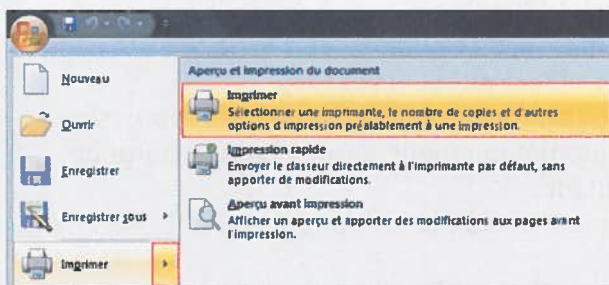 Nouveau
Ouvrir
Enregistrer
Enregistrer sous
Imprimer
Aperçu et impression du document
Imprimer
Sélectionner une imprimante, le nombre de copies et d'autres
options d'impression préalablement à une impression.
Impression rapide
Envoyer le classeur directement à l'imprimante par défaut, sans
apporter de modifications.
Aperçu avant impression
Afficher un aperçu et apporter des modifications aux pages avant
l'impression.